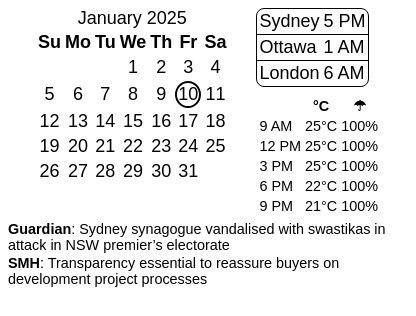 January 2025
Su Mo Tu We Th Fr Sa
1 2 3 4
5 6 7 8 9 10 11
12 13 14 15 16 17 18
19 20 21 22 23 24 25
26 27 28 29 30 31
Sydney 5 PM
Ottawa 1 AM
London 6 AM
°C ☂
9 AM 25°C 100%
12 PM 25°C 100%
3 PM 25°C 100%
6 PM 22°C 100%
9 PM 21°C 100%
Guardian: Sydney synagogue vandalised with swastikas in
attack in NSW premier’s electorate
SMH: Transparency essential to reassure buyers on
development project processes